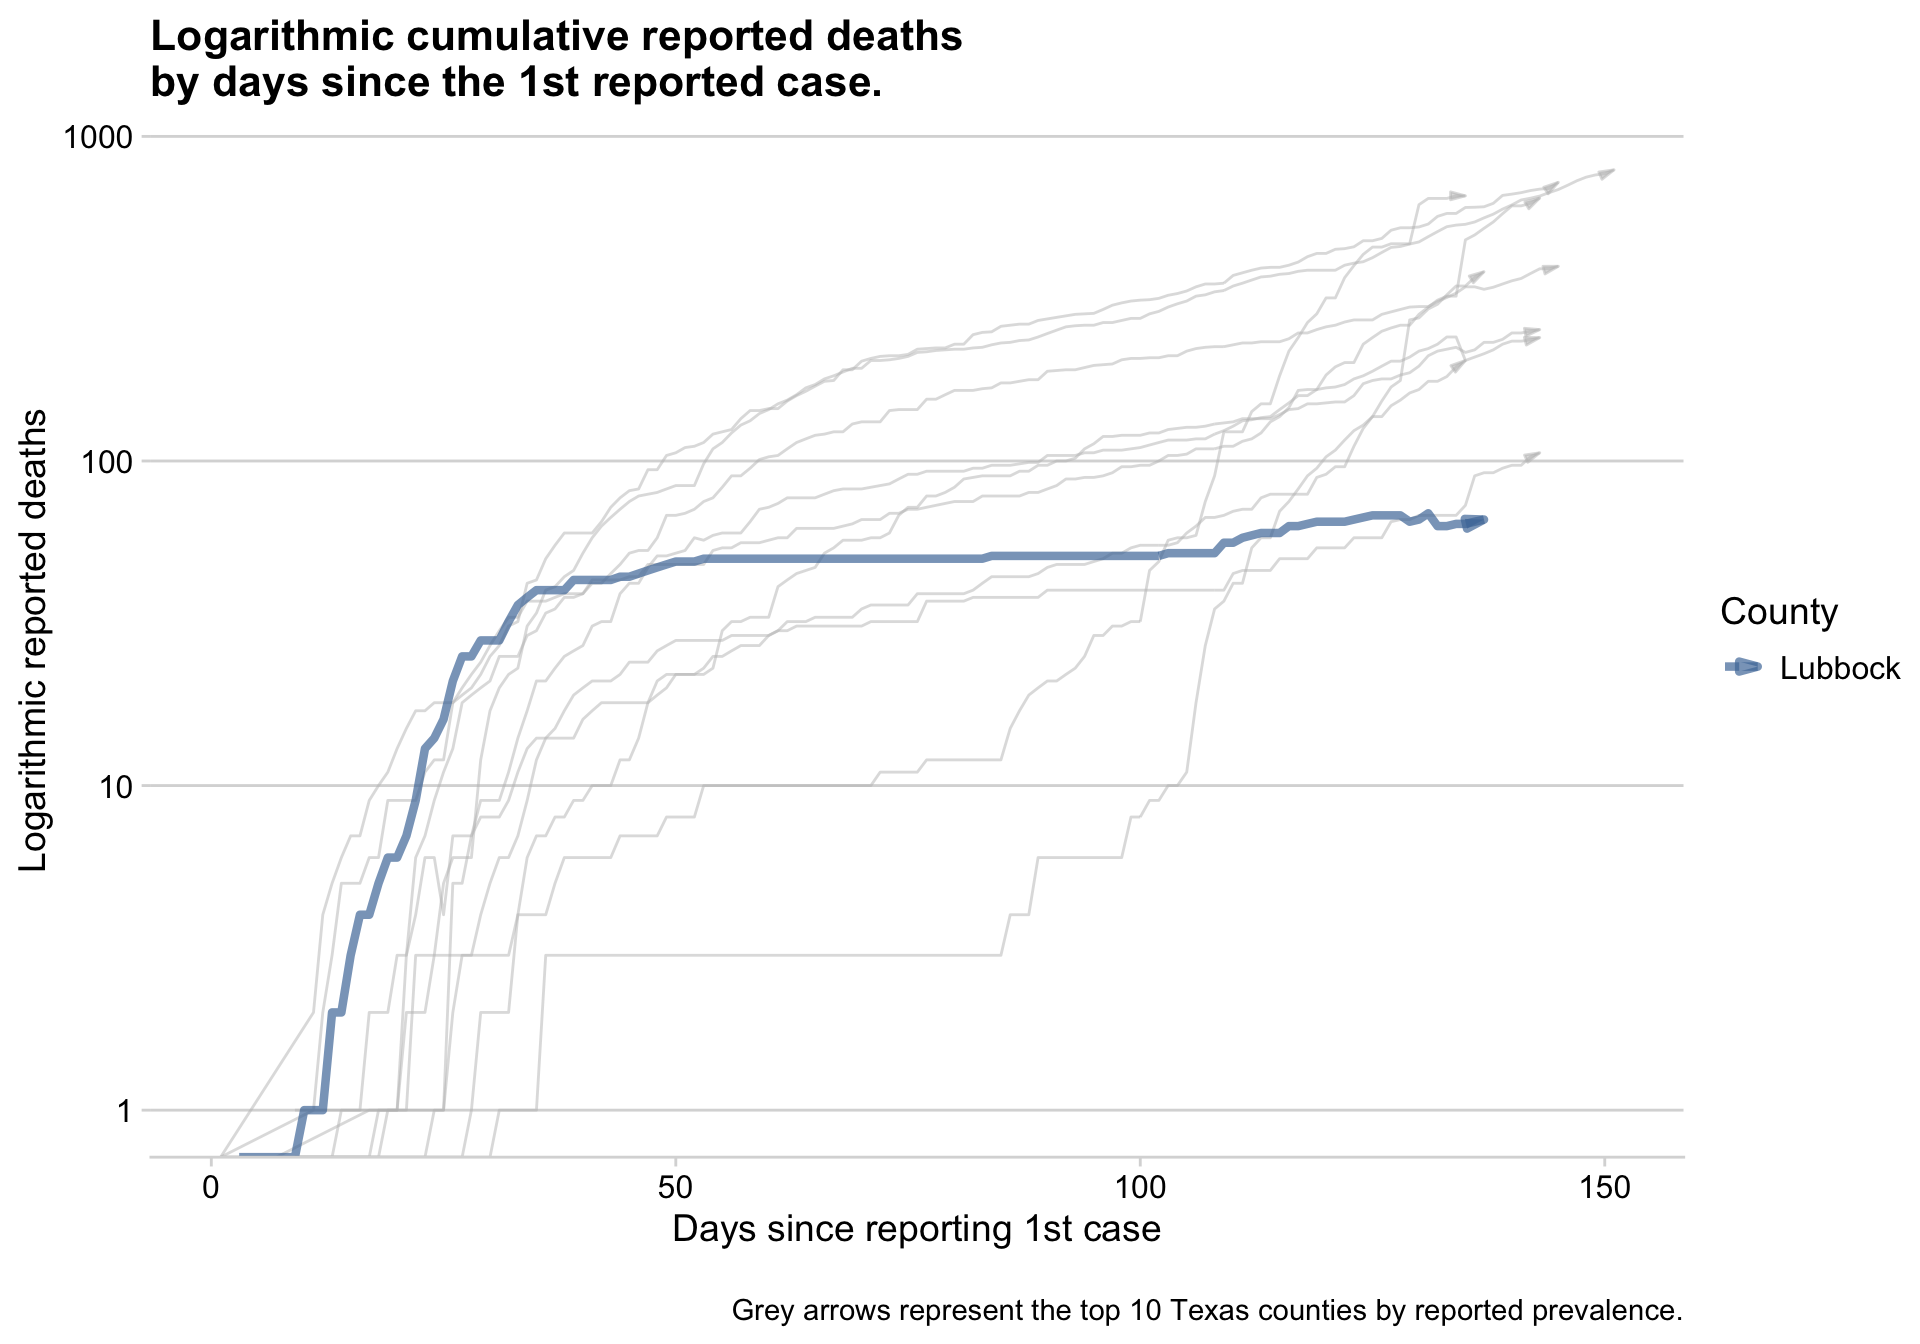 Logarithmic cumulative reported deaths
by days since the 1st reported case.
1000
100
10
1
Logarithmic reported deaths
0 50 100 150
Days since reporting 1st case
County
Lubbock
Grey arrows represent the top 10 Texas counties by reported prevalence.